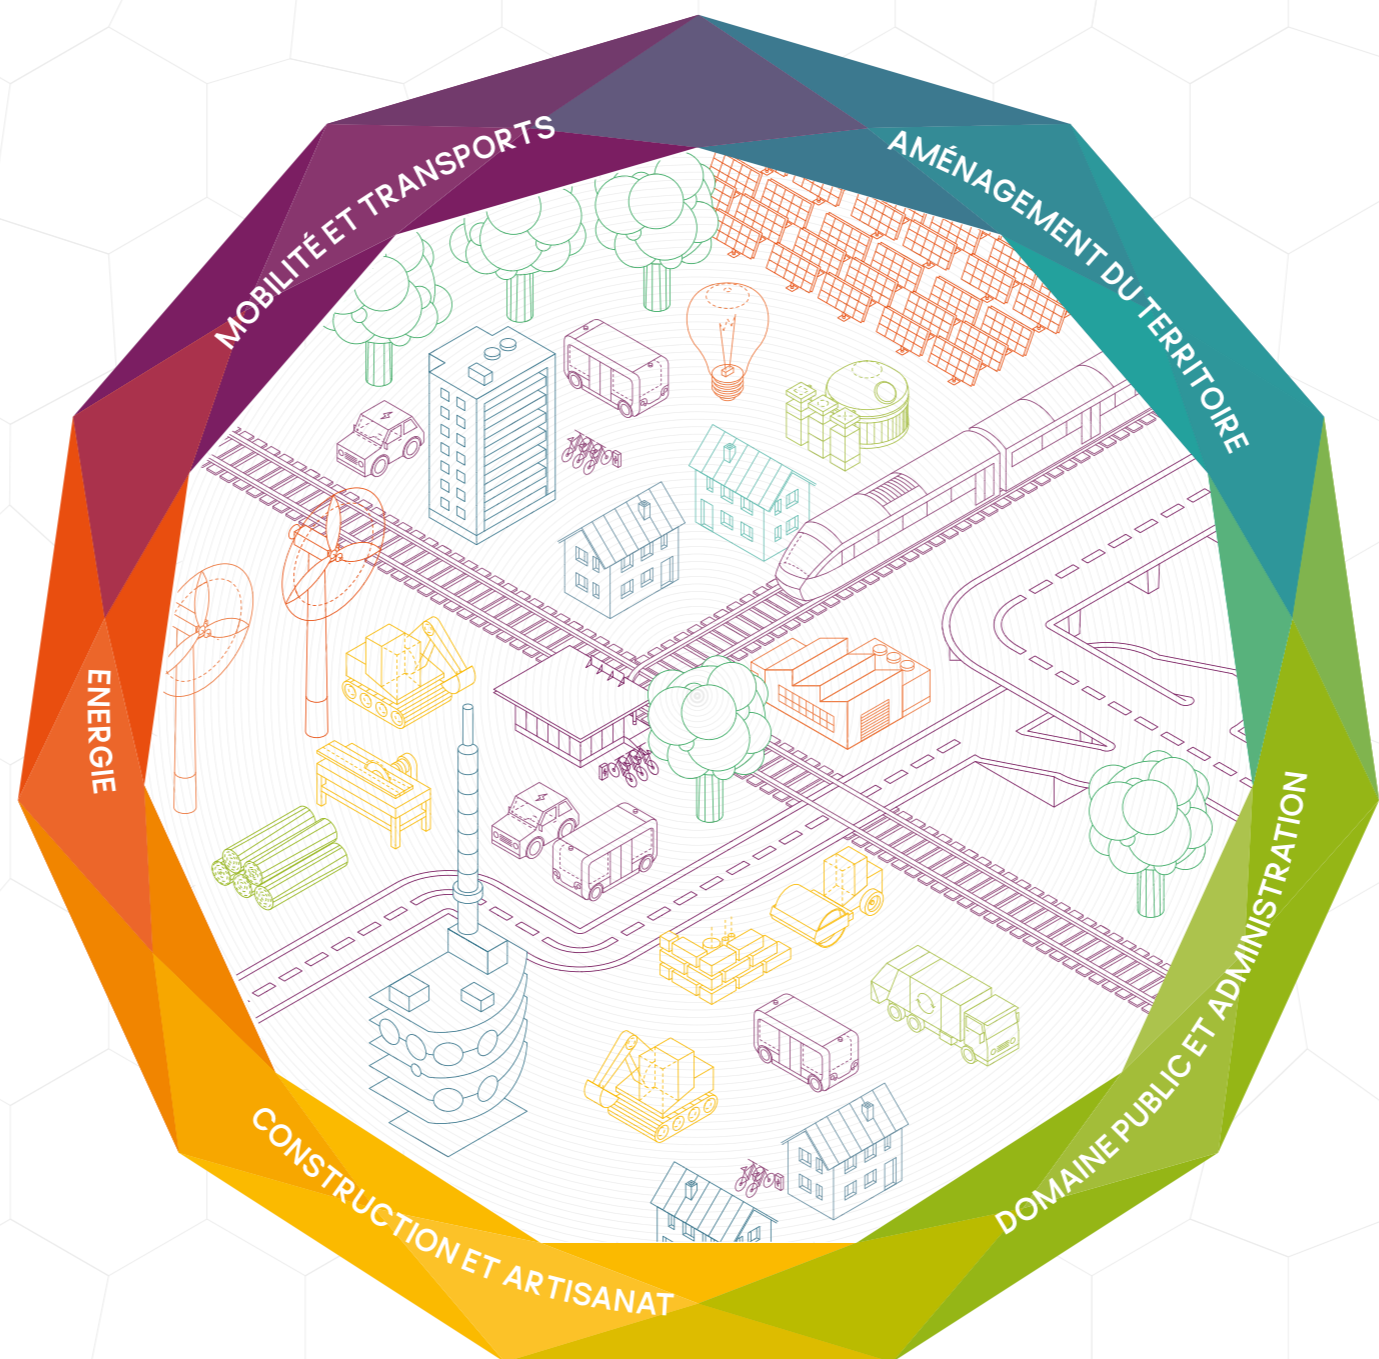 MOBILITÉ ET TRANSPORTS
AMÉNAGEMENT DU TERRITOIRE
ENERGIE
DOMAINE PUBLIC ET ADMINISTRATION
CONSTRUCTION ET ARTISANAT